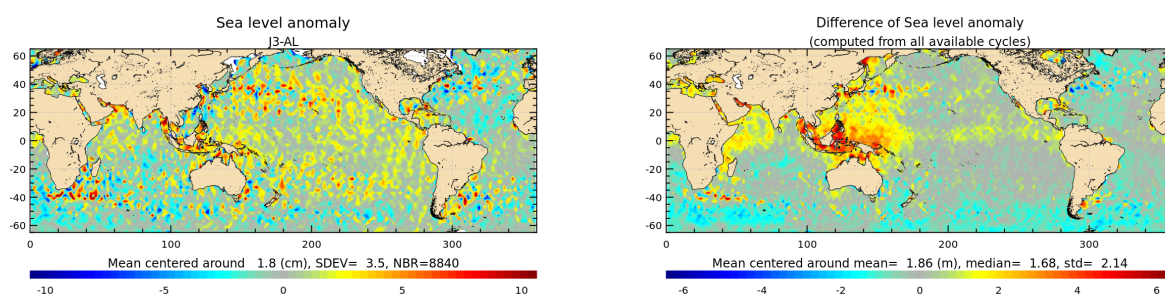 Sea level anomaly
J3-AL
60
40
20
0
-20
-40
-60
0 100 200 300
Mean centered around 1.8 (cm), SDEV= 3.5, NBR=8840
-10 -5 0 5 10
Difference of Sea level anomaly
(computed from all available cycles)
60
40
20
0
-20
-40
-60
0 100 200 300
Mean centered around mean= 1.86 (m), median= 1.68, std= 2.14
-6 -4 -2 0 2 4 6